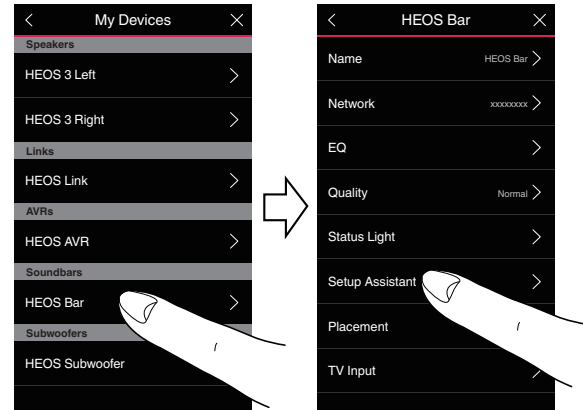 My Devices
Speakers
HEOS 3 Left
HEOS 3 Right
Links
HEOS Link
AVRs
HEOS AVR
Soundbars
HEOS Bar
Subwoofers
HEOS Subwoofer
HEOS Bar
Name HEOS Bar
Network xxxxxxxx
EQ
Quality Normal
Status Light
Setup Assistant
Placement
TV Input